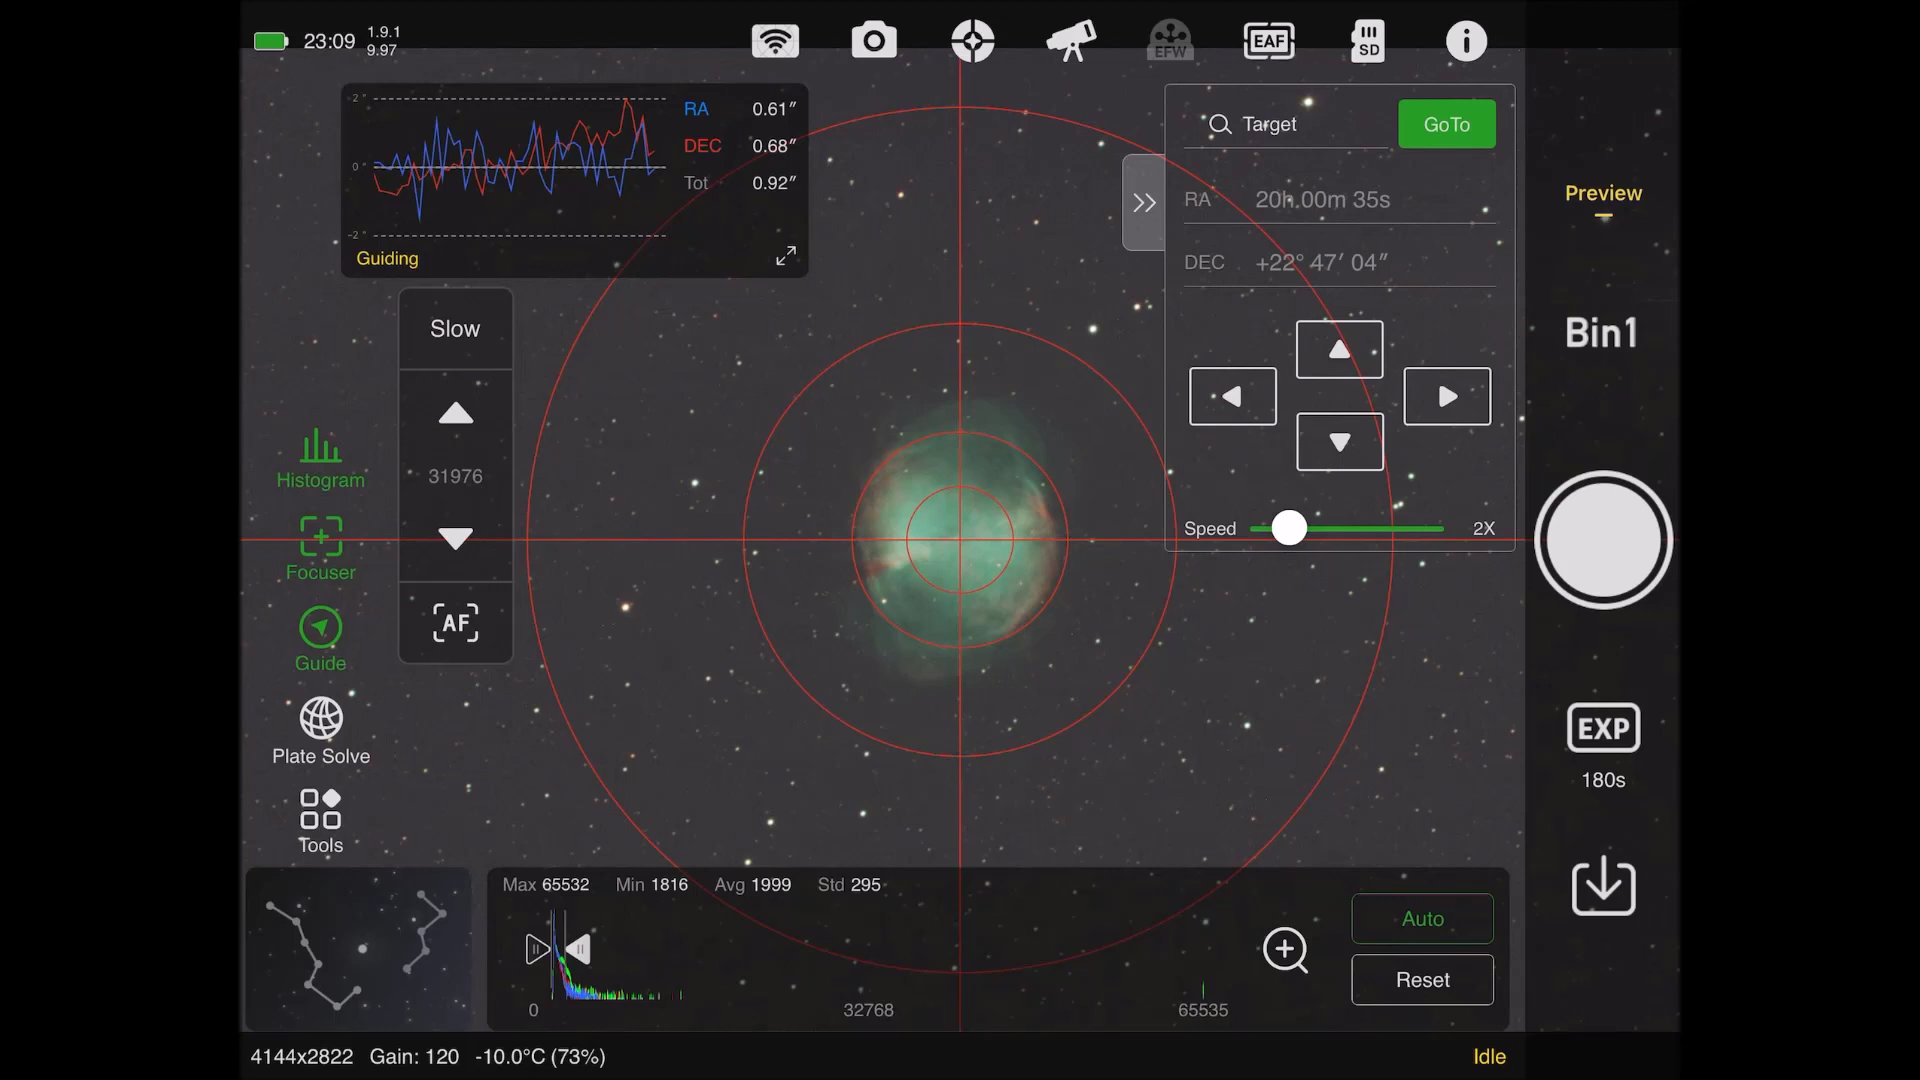 23:09
1.9.1
9.97
EFW
EAF
SD
2 "
0 "
-2 "
RA 0.61"
DEC 0.68"
Tot 0.92"
Guiding
Target
GoTo
RA 20h 00m 35s
DEC +22° 47' 04"
Speed 2X
Preview
Bin1
EXP
180s
Slow
31976
AF
Histogram
Focuser
Guide
Plate Solve
Tools
Max 65532 Min 1816 Avg 1999 Std 295
0 32768 65535
Auto
Reset
4144x2822 Gain: 120 -10.0°C (73%)
Idle